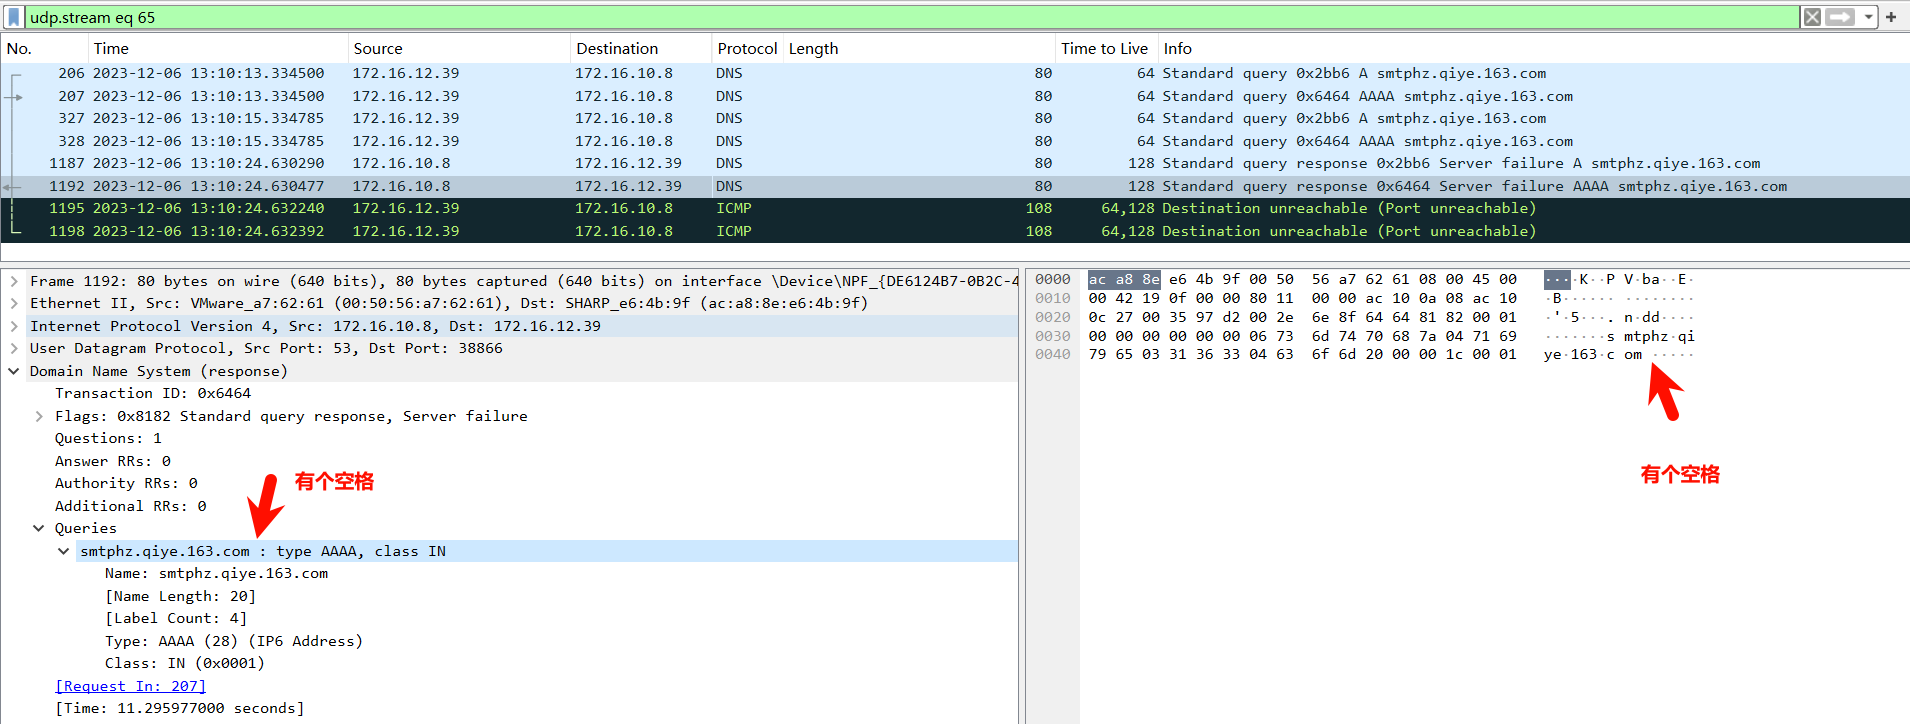 udp.stream eq 65
No. Time Source Destination Protocol Length Time to Live Info
206 2023-12-06 13:10:13.334500 172.16.12.39 172.16.10.8 DNS 80 64 Standard query 0x2bb6 A smtphz.qiye.163.com
207 2023-12-06 13:10:13.334500 172.16.12.39 172.16.10.8 DNS 80 64 Standard query 0x6464 AAAA smtphz.qiye.163.com
327 2023-12-06 13:10:15.334785 172.16.12.39 172.16.10.8 DNS 80 64 Standard query 0x2bb6 A smtphz.qiye.163.com
328 2023-12-06 13:10:15.334785 172.16.12.39 172.16.10.8 DNS 80 64 Standard query 0x6464 AAAA smtphz.qiye.163.com
1187 2023-12-06 13:10:24.630290 172.16.10.8 172.16.12.39 DNS 80 128 Standard query response 0x2bb6 Server failure A smtphz.qiye.163.com
1192 2023-12-06 13:10:24.630477 172.16.10.8 172.16.12.39 DNS 80 128 Standard query response 0x6464 Server failure AAAA smtphz.qiye.163.com
1195 2023-12-06 13:10:24.632240 172.16.12.39 172.16.10.8 ICMP 108 64,128 Destination unreachable (Port unreachable)
1198 2023-12-06 13:10:24.632392 172.16.12.39 172.16.10.8 ICMP 108 64,128 Destination unreachable (Port unreachable)
Frame 1192: 80 bytes on wire (640 bits), 80 bytes captured (640 bits) on interface \Device\NPF_{DE6124B7-0B2C-4
Ethernet II, Src: VMware_a7:62:61 (00:50:56:a7:62:61), Dst: SHARP_e6:4b:9f (ac:a8:8e:e6:4b:9f)
Internet Protocol Version 4, Src: 172.16.10.8, Dst: 172.16.12.39
User Datagram Protocol, Src Port: 53, Dst Port: 38866
Domain Name System (response)
Transaction ID: 0x6464
Flags: 0x8182 Standard query response, Server failure
Questions: 1
Answer RRs: 0
Authority RRs: 0
Additional RRs: 0
有个空格
Queries
smtphz.qiye.163.com : type AAAA, class IN
Name: smtphz.qiye.163.com
[Name Length: 20]
[Label Count: 4]
Type: AAAA (28) (IP6 Address)
Class: IN (0x0001)
[Request In: 207]
[Time: 11.295977000 seconds]
0000 ac a8 8e e6 4b 9f 00 50 56 a7 62 61 08 00 45 00 ····K··P V·ba··E·
0010 00 42 19 0f 00 00 80 11 00 00 ac 10 0a 08 ac 10 ·B······ ········
0020 0c 27 00 35 97 d2 00 2e 6e 8f 64 64 81 82 00 01 ·'·5···. n·dd····
0030 00 00 00 00 00 00 06 73 6d 74 70 68 7a 04 71 69 ·······s mtphz·qi
0040 79 65 03 31 36 33 04 63 6f 6d 20 00 00 1c 00 01 ye·163·c om ·····
有个空格